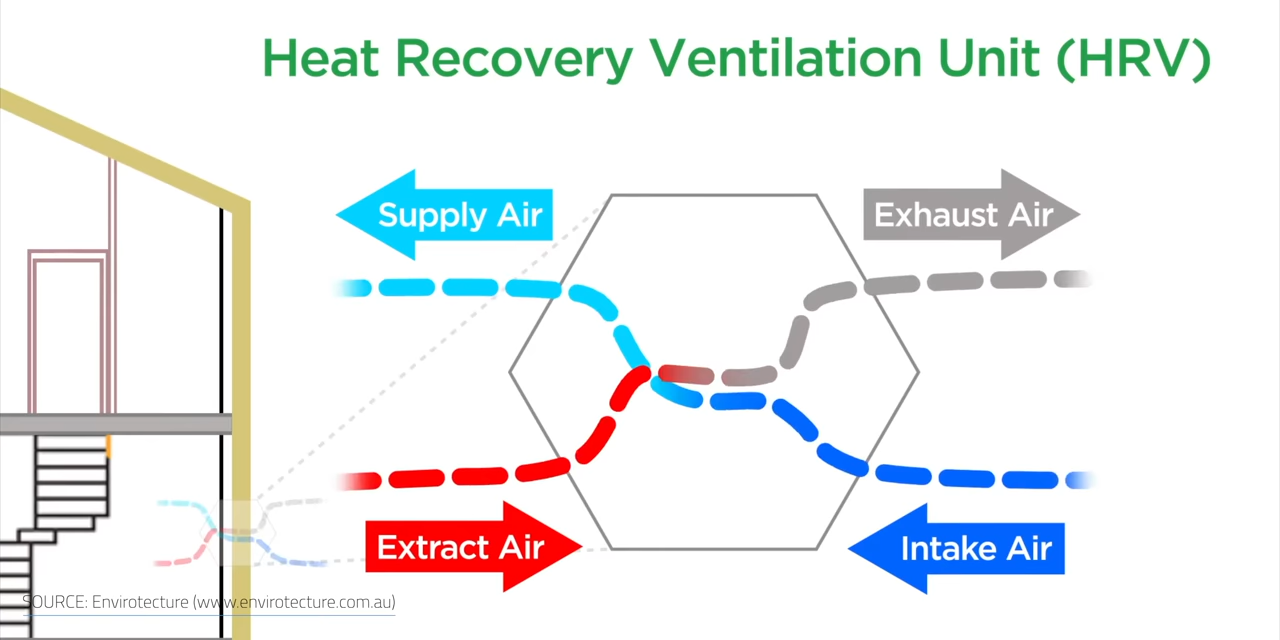 Heat Recovery Ventilation Unit (HRV)
Supply Air
Exhaust Air
Extract Air
Intake Air
SOURCE: Envirotecture (www.envirotecture.com.au)